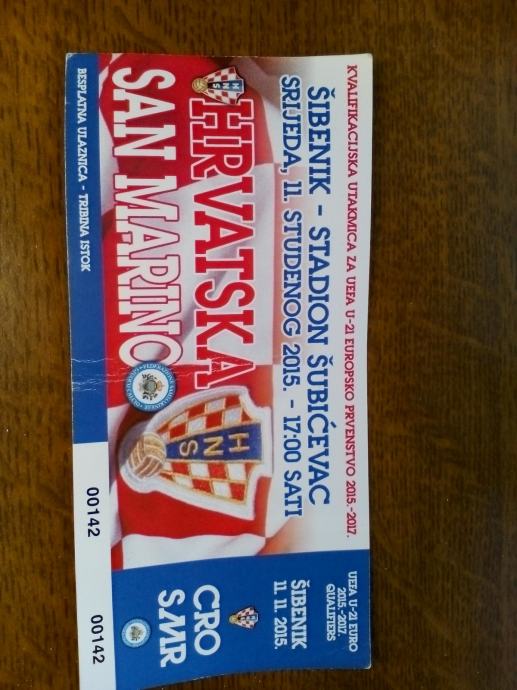 KVALIFIKACIJSKA UTAKMICA ZA UEFA U-21 EUROPSKO PRVENSTVO 2015.-2017.
ŠIBENIK - STADION ŠUBIĆEVAC
SRIJEDA, 11. STUDENOG 2015. - 17:00 SATI
HRVATSKA
SAN MARINO
HNS
BESPLATNA ULAZNICA - TRIBINA ISTOK
00142
UEFA U-21 EURO
2015.-2017.
QUALIFIERS
ŠIBENIK
11. 11. 2015.
CRO
SMR
00142